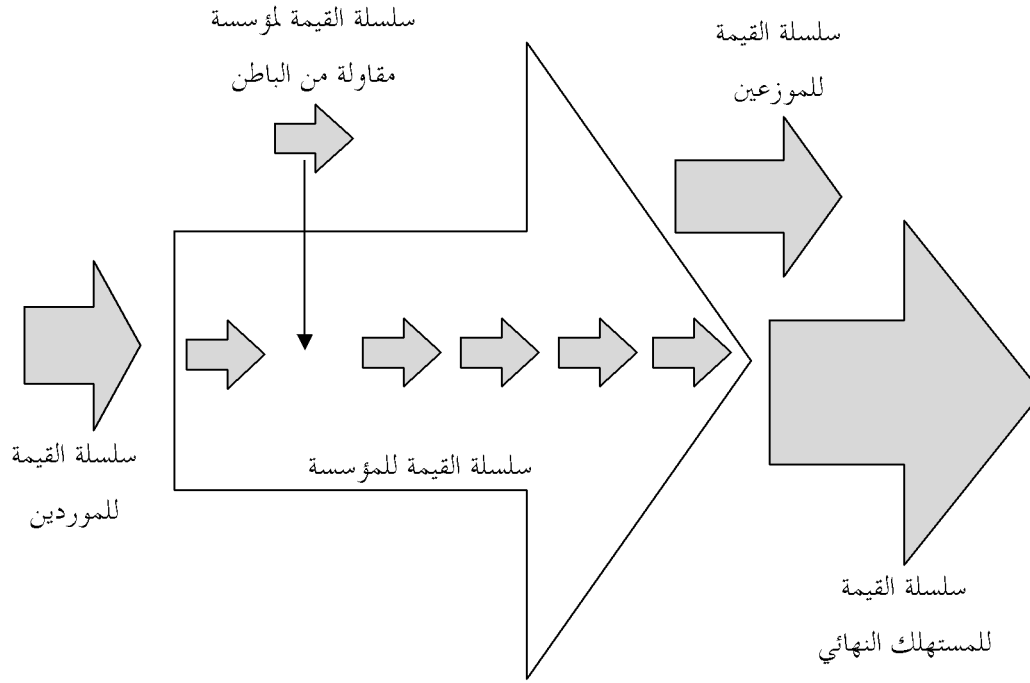 سلسلة القيمة لمؤسسة
مقاولة من الباطن
سلسلة القيمة
للموزعين
سلسلة القيمة
للموردين
سلسلة القيمة للمؤسسة
سلسلة القيمة
للمستهلك النهائي